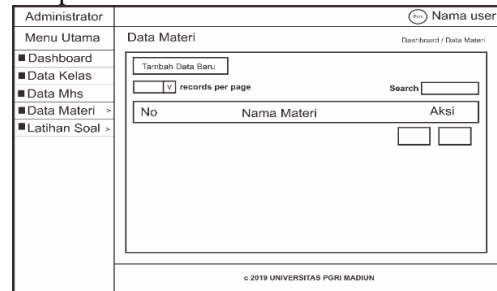 Administrator
Nama user
Menu Utama
Data Materi
Dashboard / Data Materi
Dashboard
Data Kelas
Data Mhs
Data Materi >
Latihan Soal >
Tambah Data Baru
V records per page
Search
No Nama Materi Aksi
c 2019 UNIVERSITAS PGRI MADIUN